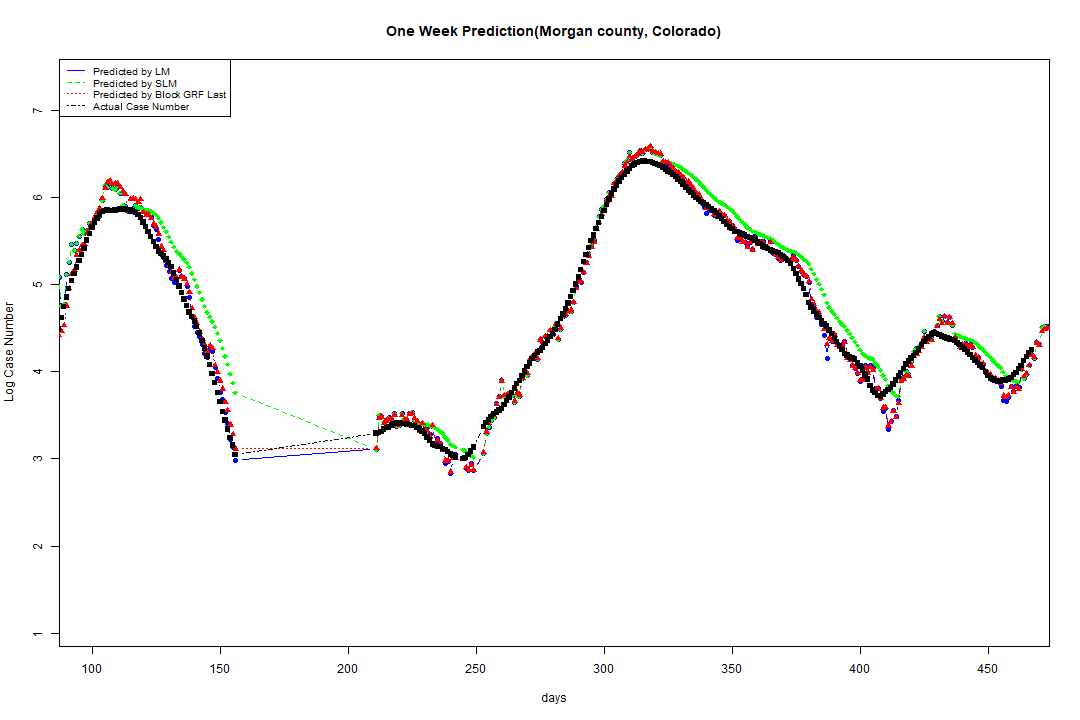 One Week Prediction(Morgan county, Colorado)
Predicted by LM
Predicted by SLM
Predicted by Block GRF Last
Actual Case Number
7
6
5
4
3
2
1
Log Case Number
100 150 200 250 300 350 400 450
days